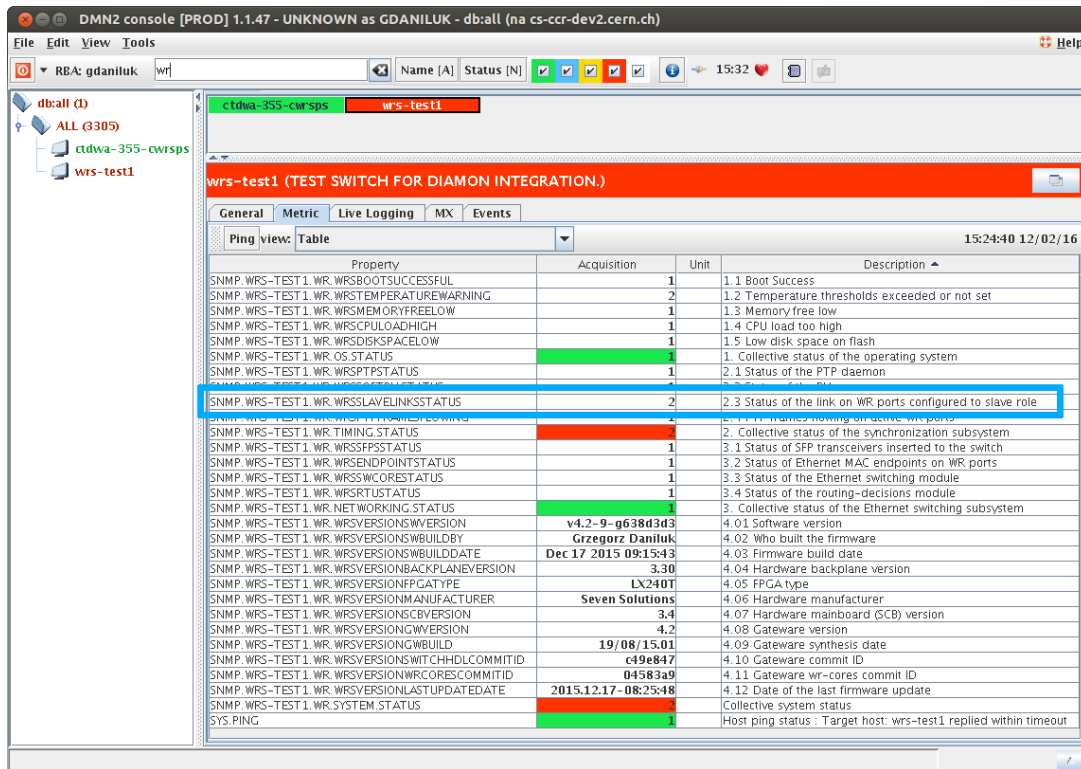 DMN2 console [PROD] 1.1.47 - UNKNOWN as GDANILUK - db:all (na cs-ccr-dev2.cern.ch)
File Edit View Tools Help
RBA: gdaniluk wr Name [A] Status [N] 15:32
db:all (1)
ALL (3305)
ctdwa-355-cwrsps
wrs-test1
ctdwa-355-cwrsps wrs-test1
wrs-test1 (TEST SWITCH FOR DIAMON INTEGRATION.)
General Metric Live Logging MX Events
Ping view: Table 15:24:40 12/02/16
Property Acquisition Unit Description
SNMP.WRS-TEST1.WR.WRSBOOTSUCCESSFUL 1 1.1 Boot Success
SNMP.WRS-TEST1.WR.WRSTEMPERATUREWARNING 2 1.2 Temperature thresholds exceeded or not set
SNMP.WRS-TEST1.WR.WRSMEMORYFREELOW 1 1.3 Memory free low
SNMP.WRS-TEST1.WR.WRSCPULOADHIGH 1 1.4 CPU load too high
SNMP.WRS-TEST1.WR.WRSDISKSPACELOW 1 1.5 Low disk space on flash
SNMP.WRS-TEST1.WR.OS.STATUS 1 1. Collective status of the operating system
SNMP.WRS-TEST1.WR.WRSPTPSTATUS 1 2.1 Status of the PTP daemon
SNMP.WRS-TEST1.WR.WRSSLAVELINKSSTATUS 2 2.3 Status of the link on WR ports configured to slave role
SNMP.WRS-TEST1.WR.TIMING.STATUS 2 2. Collective status of the synchronization subsystem
SNMP.WRS-TEST1.WR.WRSSFPSSTATUS 1 3.1 Status of SFP transceivers inserted to the switch
SNMP.WRS-TEST1.WR.WRSENDPOINTSTATUS 1 3.2 Status of Ethernet MAC endpoints on WR ports
SNMP.WRS-TEST1.WR.WRSSWCORESTATUS 1 3.3 Status of the Ethernet switching module
SNMP.WRS-TEST1.WR.WRSRTUSTATUS 1 3.4 Status of the routing-decisions module
SNMP.WRS-TEST1.WR.NETWORKING.STATUS 1 3. Collective status of the Ethernet switching subsystem
SNMP.WRS-TEST1.WR.WRSVERSIONSWVERSION v4.2-9-g638d3d3 4.01 Software version
SNMP.WRS-TEST1.WR.WRSVERSIONSWBUILDBY Grzegorz Daniluk 4.02 Who built the firmware
SNMP.WRS-TEST1.WR.WRSVERSIONSWBUILDDATE Dec 17 2015 09:15:43 4.03 Firmware build date
SNMP.WRS-TEST1.WR.WRSVERSIONBACKPLANEVERSION 3.30 4.04 Hardware backplane version
SNMP.WRS-TEST1.WR.WRSVERSIONFPGATYPE LX240T 4.05 FPGA type
SNMP.WRS-TEST1.WR.WRSVERSIONMANUFACTURER Seven Solutions 4.06 Hardware manufacturer
SNMP.WRS-TEST1.WR.WRSVERSIONSCBVERSION 3.4 4.07 Hardware mainboard (SCB) version
SNMP.WRS-TEST1.WR.WRSVERSIONGWVERSION 4.2 4.08 Gateware version
SNMP.WRS-TEST1.WR.WRSVERSIONGWBUILD 19/08/15.01 4.09 Gateware synthesis date
SNMP.WRS-TEST1.WR.WRSVERSIONSWITCHHDLCOMMITID c49e847 4.10 Gateware commit ID
SNMP.WRS-TEST1.WR.WRSVERSIONWRCORESCOMMITID 04583a9 4.11 Gateware wr-cores commit ID
SNMP.WRS-TEST1.WR.WRSVERSIONLASTUPDATEDATE 2015.12.17-08:25:48 4.12 Date of the last firmware update
SNMP.WRS-TEST1.WR.SYSTEM.STATUS 2 Collective system status
SYS.PING 1 Host ping status : Target host: wrs-test1 replied within timeout